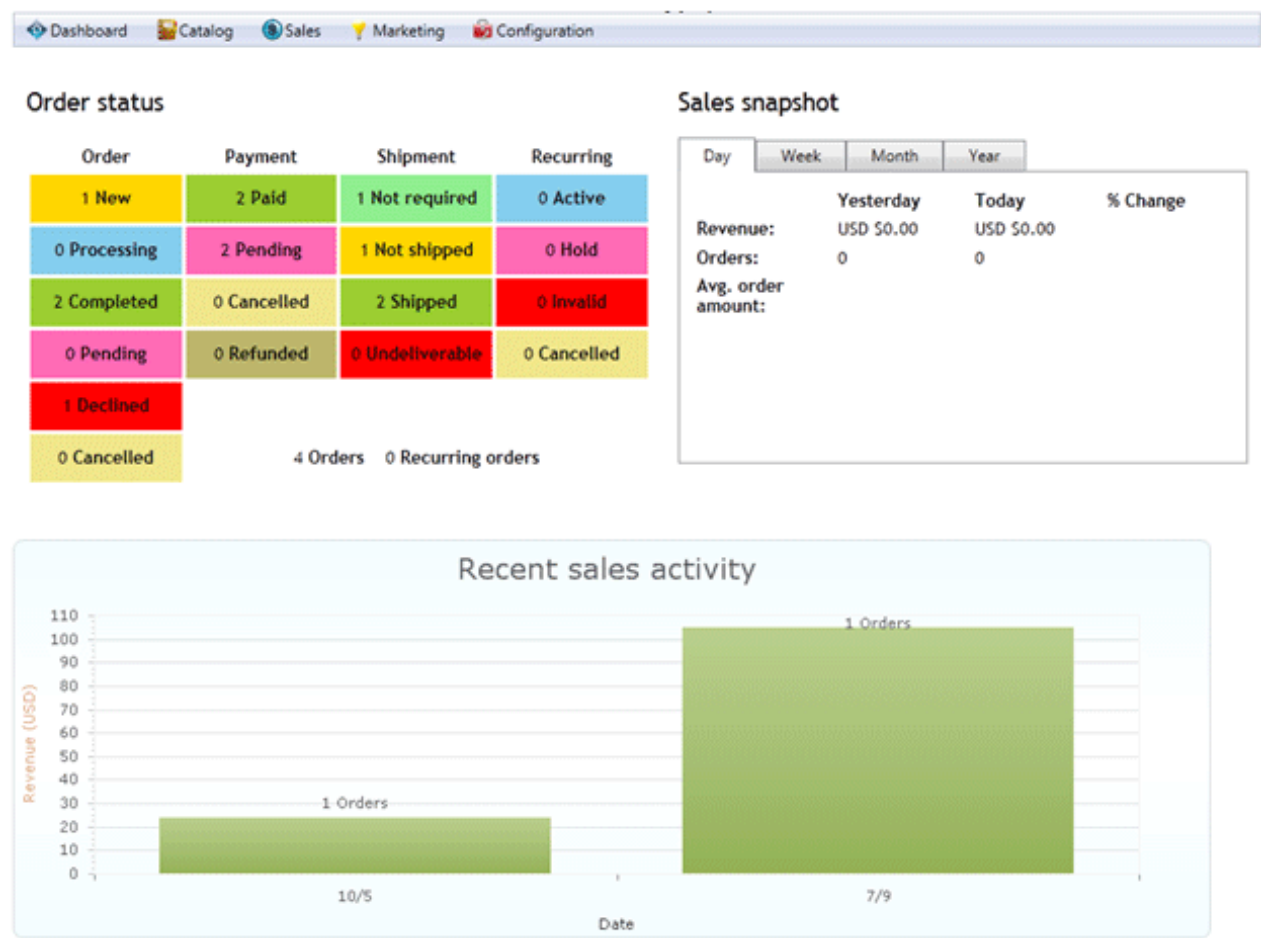 Dashboard Catalog Sales Marketing Configuration
Order status
Order Payment Shipment Recurring
1 New 2 Paid 1 Not required 0 Active
0 Processing 2 Pending 1 Not shipped 0 Hold
2 Completed 0 Cancelled 2 Shipped 0 Invalid
0 Pending 0 Refunded 0 Undeliverable 0 Cancelled
1 Declined
0 Cancelled 4 Orders 0 Recurring orders
Sales snapshot
Day Week Month Year
Yesterday Today % Change
Revenue: USD $0.00 USD $0.00
Orders: 0 0
Avg. order
amount:
Recent sales activity
110
100
90
80
70
60
50
40
30
20
10
0
Revenue (USD)
1 Orders
1 Orders
10/5 7/9
Date